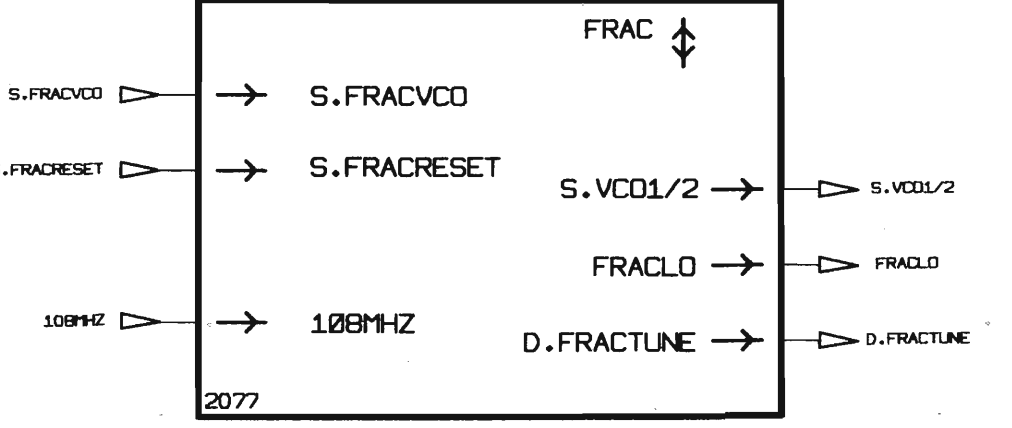 FRAC
S.FRACVCO
S.FRACVCO
.FRACRESET
S.FRACRESET
S.VCO1/2
S.VCO1/2
FRACLO
FRACLO
108MHZ
108MHZ
D.FRACTUNE
D.FRACTUNE
2077